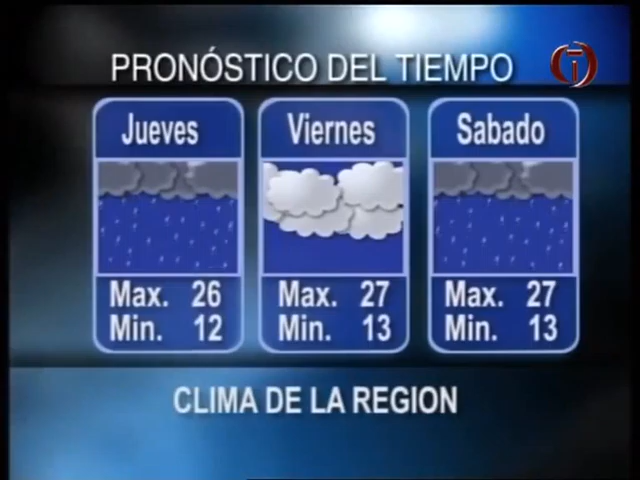 PRONÓSTICO DEL TIEMPO
Jueves
Max. 26
Min. 12
Viernes
Max. 27
Min. 13
Sabado
Max. 27
Min. 13
CLIMA DE LA REGION